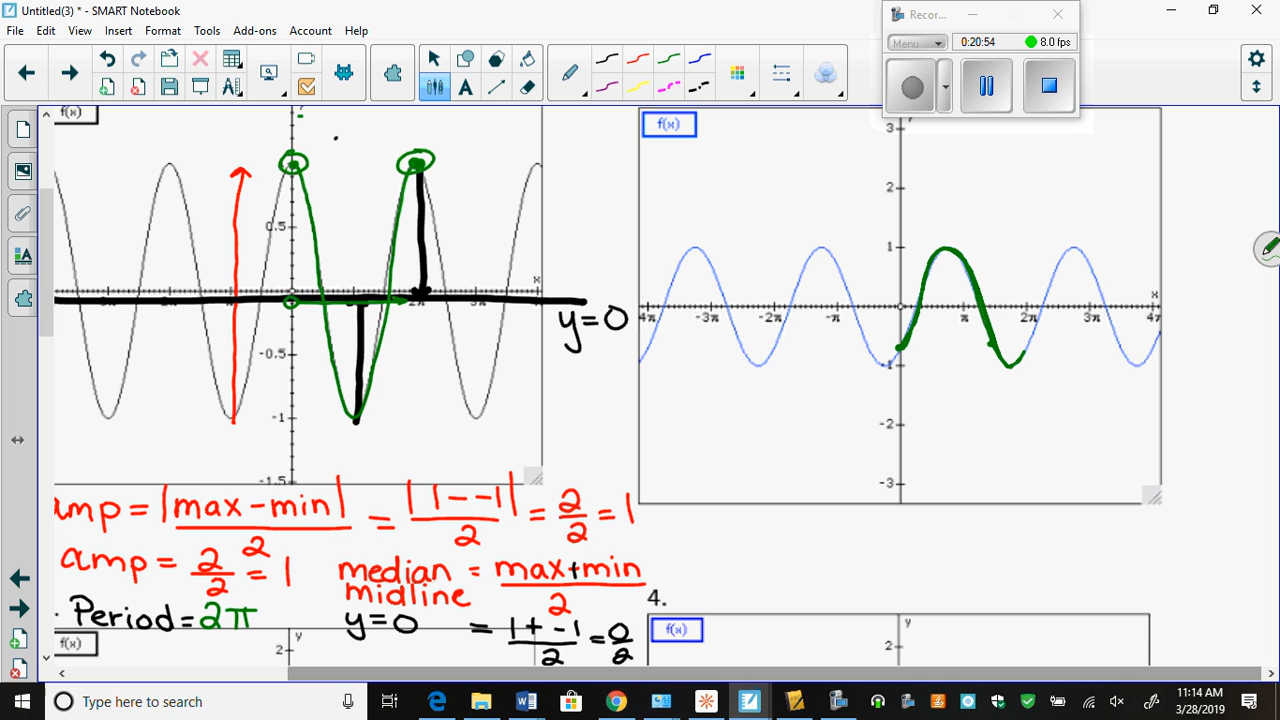 Untitled(3) * - SMART Notebook
File Edit View Insert Format Tools Add-ons Account Help
Recor...
Menu
0:20:54
8.0 fps
f(x)
0.5
x
2π
3π
-0.5
-1
-1.5
y=0
f(x)
3
2
1
x
-4π -3π -2π -π π 2π 3π 4π
-1
-2
-3
amp = |max - min| / 2 = |1 - -1| / 2 = 2/2 = 1
amp = 2/2 = 1
median = max + min / 2
midline
Period = 2π
y=0
= 1 + -1 / 2 = 0/2
4.
f(x)
y
2
f(x)
y
2
Type here to search
11:14 AM
3/28/2019